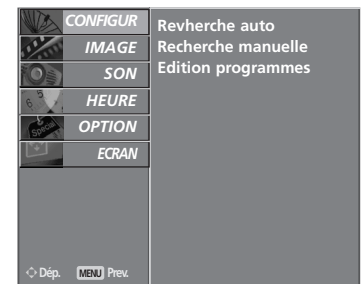 CONFIGUR
IMAGE
SON
HEURE
OPTION
ECRAN
Revherche auto
Recherche manuelle
Edition programmes
Dép. MENU Prev.